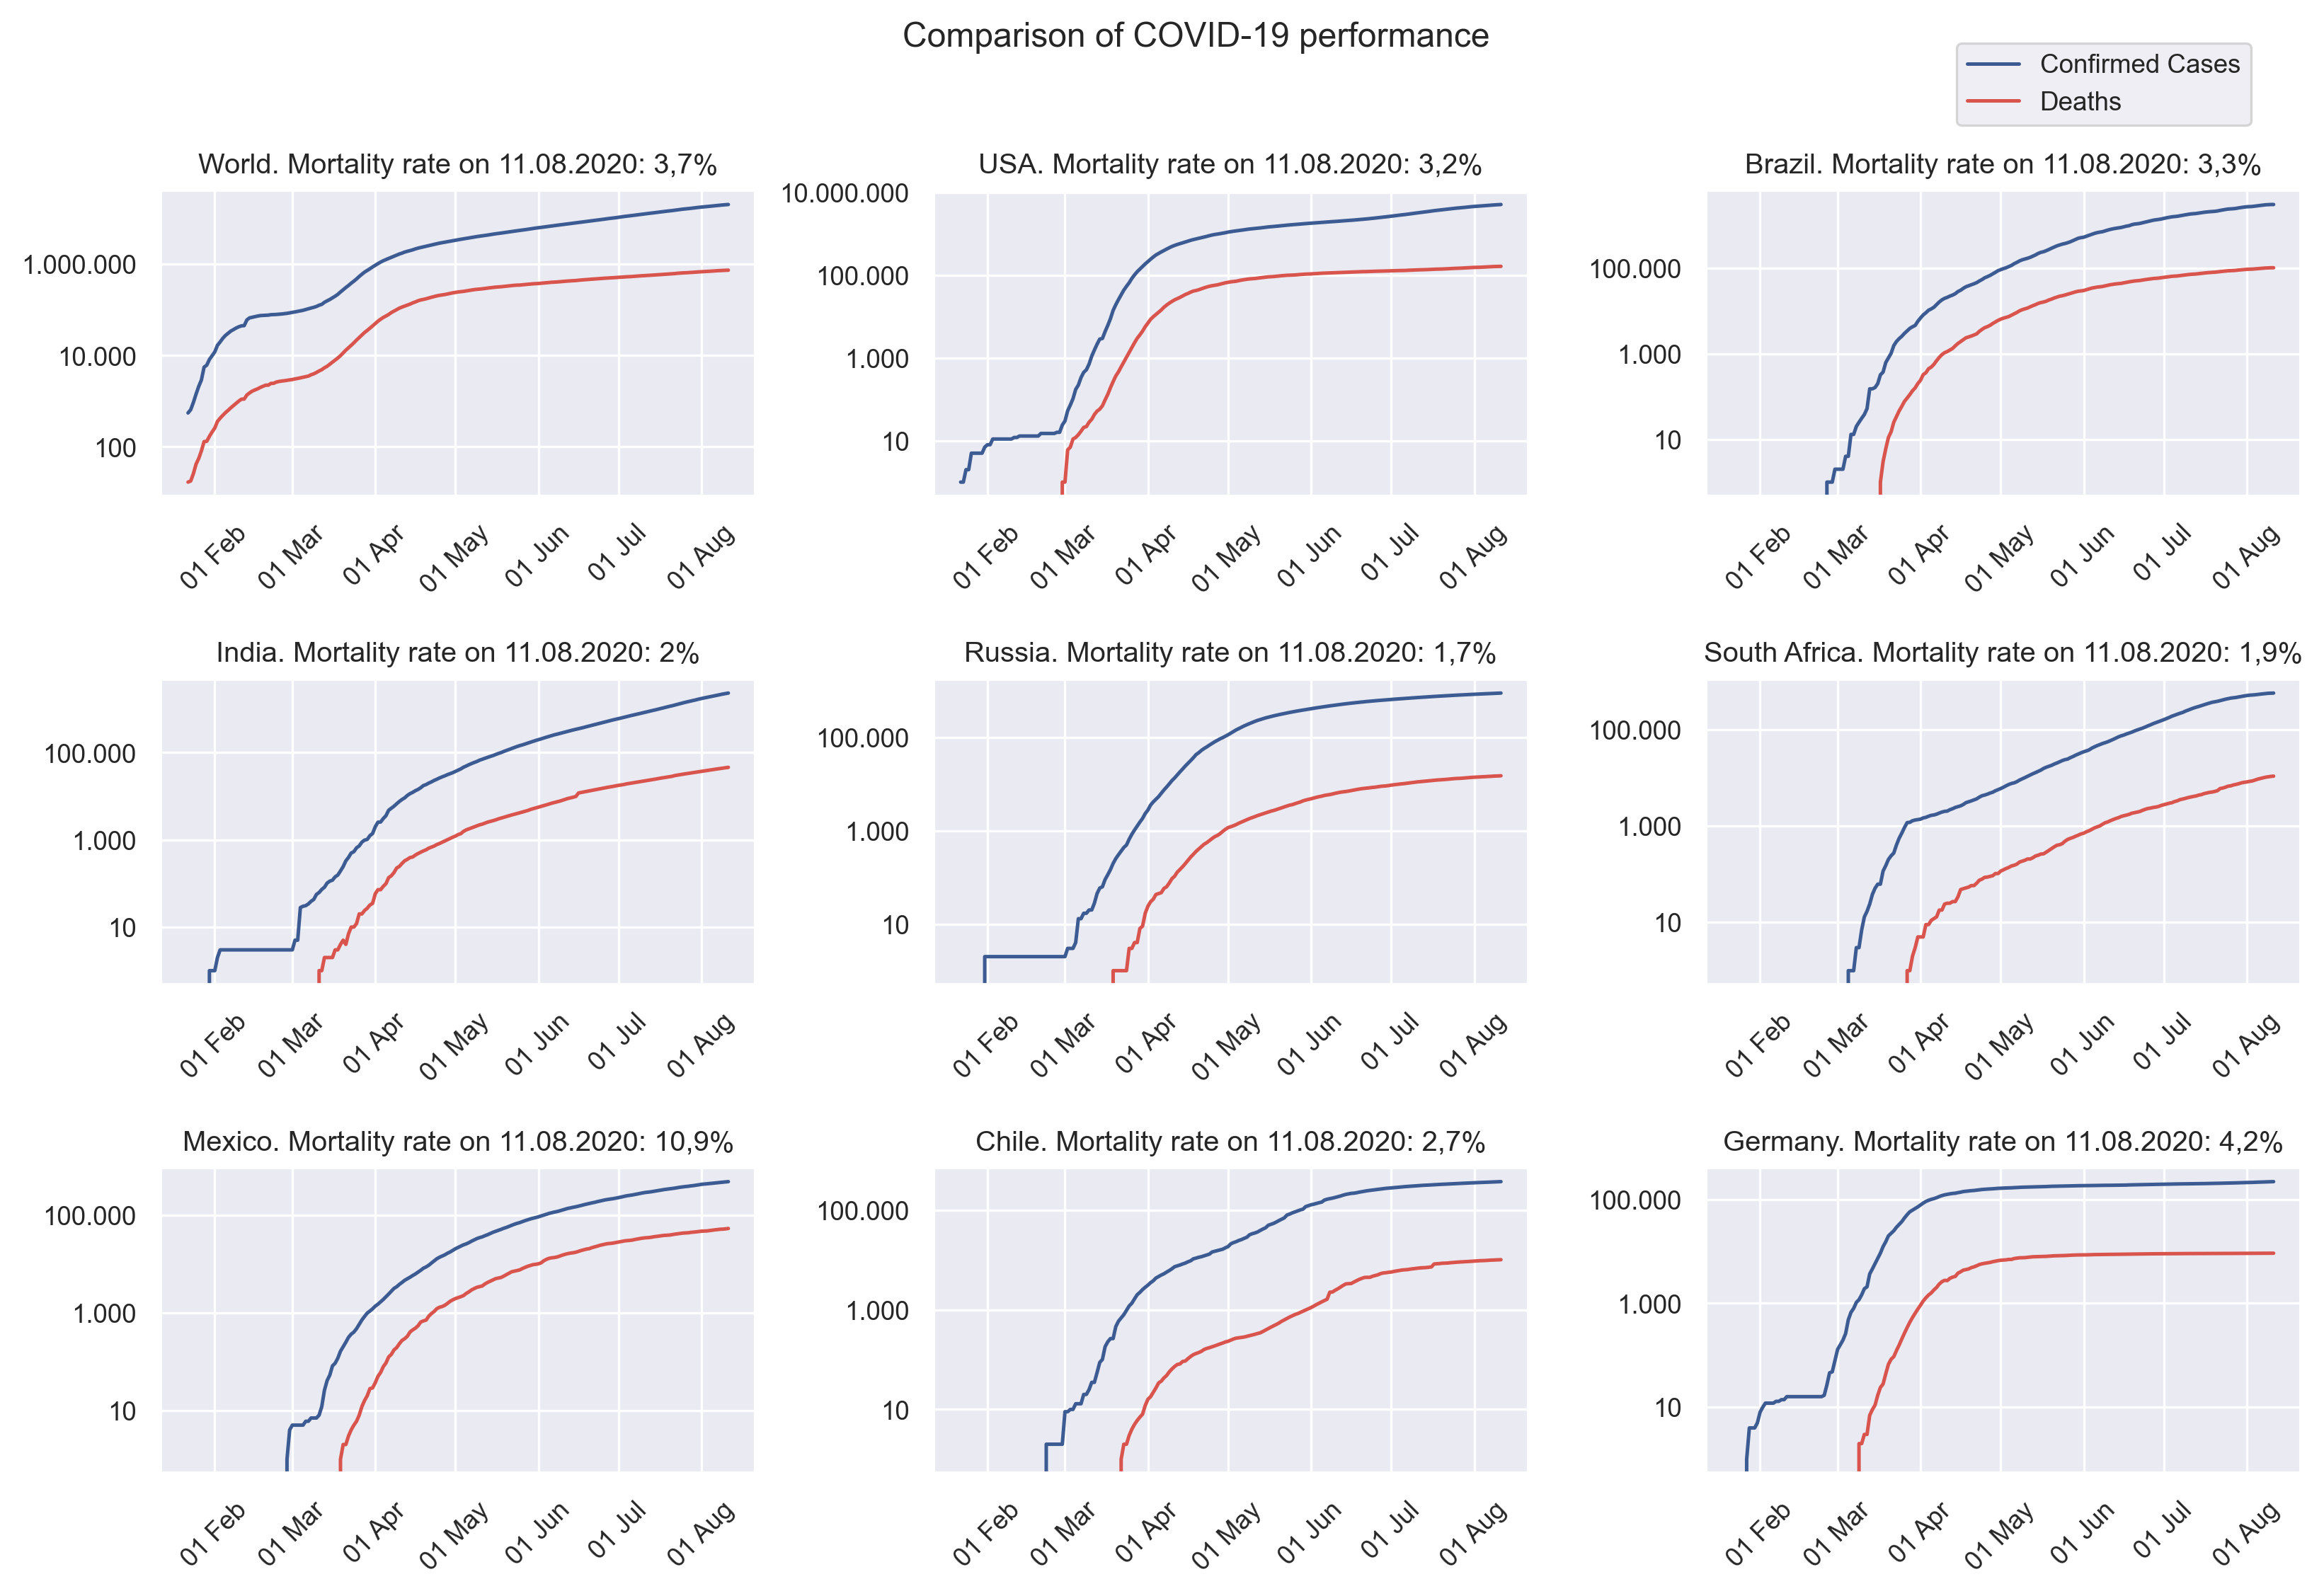 Comparison of COVID-19 performance
Confirmed Cases
Deaths
World. Mortality rate on 11.08.2020: 3,7%
1.000.000
10.000
100
01 Feb
01 Mar
01 Apr
01 May
01 Jun
01 Jul
01 Aug
USA. Mortality rate on 11.08.2020: 3,2%
10.000.000
100.000
1.000
10
01 Feb
01 Mar
01 Apr
01 May
01 Jun
01 Jul
01 Aug
Brazil. Mortality rate on 11.08.2020: 3,3%
100.000
1.000
10
01 Feb
01 Mar
01 Apr
01 May
01 Jun
01 Jul
01 Aug
India. Mortality rate on 11.08.2020: 2%
100.000
1.000
10
01 Feb
01 Mar
01 Apr
01 May
01 Jun
01 Jul
01 Aug
Russia. Mortality rate on 11.08.2020: 1,7%
100.000
1.000
10
01 Feb
01 Mar
01 Apr
01 May
01 Jun
01 Jul
01 Aug
South Africa. Mortality rate on 11.08.2020: 1,9%
100.000
1.000
10
01 Feb
01 Mar
01 Apr
01 May
01 Jun
01 Jul
01 Aug
Mexico. Mortality rate on 11.08.2020: 10,9%
100.000
1.000
10
01 Feb
01 Mar
01 Apr
01 May
01 Jun
01 Jul
01 Aug
Chile. Mortality rate on 11.08.2020: 2,7%
100.000
1.000
10
01 Feb
01 Mar
01 Apr
01 May
01 Jun
01 Jul
01 Aug
Germany. Mortality rate on 11.08.2020: 4,2%
100.000
1.000
10
01 Feb
01 Mar
01 Apr
01 May
01 Jun
01 Jul
01 Aug